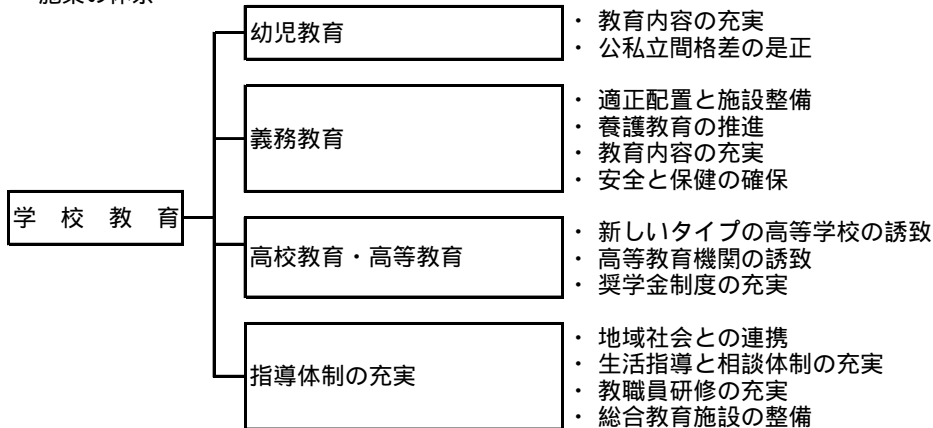 幼児教育
・ 教育内容の充実
・ 公私立間格差の是正
義務教育
・ 適正配置と施設整備
・ 養護教育の推進
・ 教育内容の充実
・ 安全と保健の確保
学 校 教 育
高校教育・高等教育
・ 新しいタイプの高等学校の誘致
・ 高等教育機関の誘致
・ 奨学金制度の充実
指導体制の充実
・ 地域社会との連携
・ 生活指導と相談体制の充実
・ 教職員研修の充実
・ 総合教育施設の整備